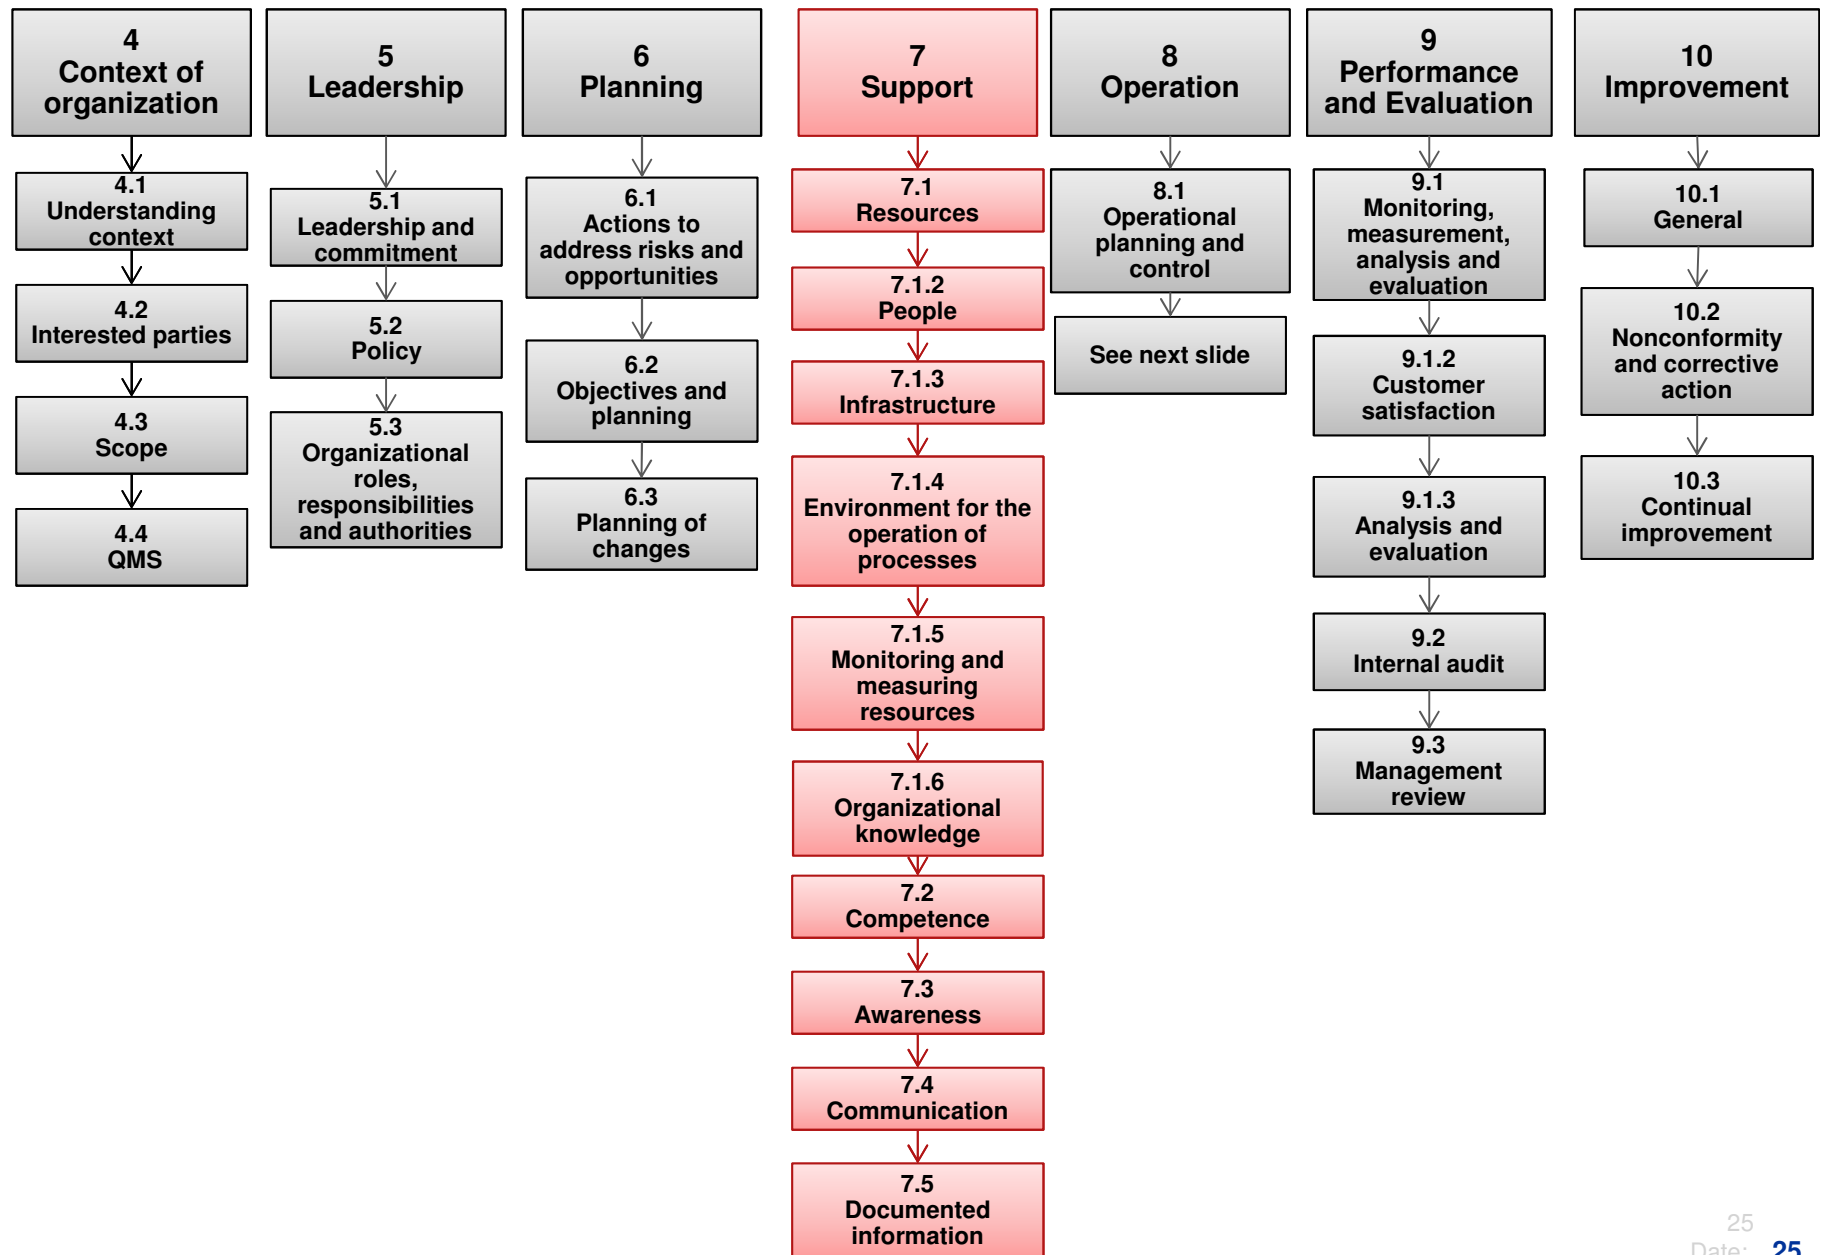 4
Context of
organization
4.1
Understanding
context
4.2
Interested parties
4.3
Scope
4.4
QMS
5
Leadership
5.1
Leadership and
commitment
5.2
Policy
5.3
Organizational
roles,
responsibilities
and authorities
6
Planning
6.1
Actions to
address risks and
opportunities
6.2
Objectives and
planning
6.3
Planning of
changes
7
Support
7.1
Resources
7.1.2
People
7.1.3
Infrastructure
7.1.4
Environment for the
operation of
processes
7.1.5
Monitoring and
measuring
resources
7.1.6
Organizational
knowledge
7.2
Competence
7.3
Awareness
7.4
Communication
7.5
Documented
information
8
Operation
8.1
Operational
planning and
control
See next slide
9
Performance
and Evaluation
9.1
Monitoring,
measurement,
analysis and
evaluation
9.1.2
Customer
satisfaction
9.1.3
Analysis and
evaluation
9.2
Internal audit
9.3
Management
review
10
Improvement
10.1
General
10.2
Nonconformity
and corrective
action
10.3
Continual
improvement
25
Date: 25